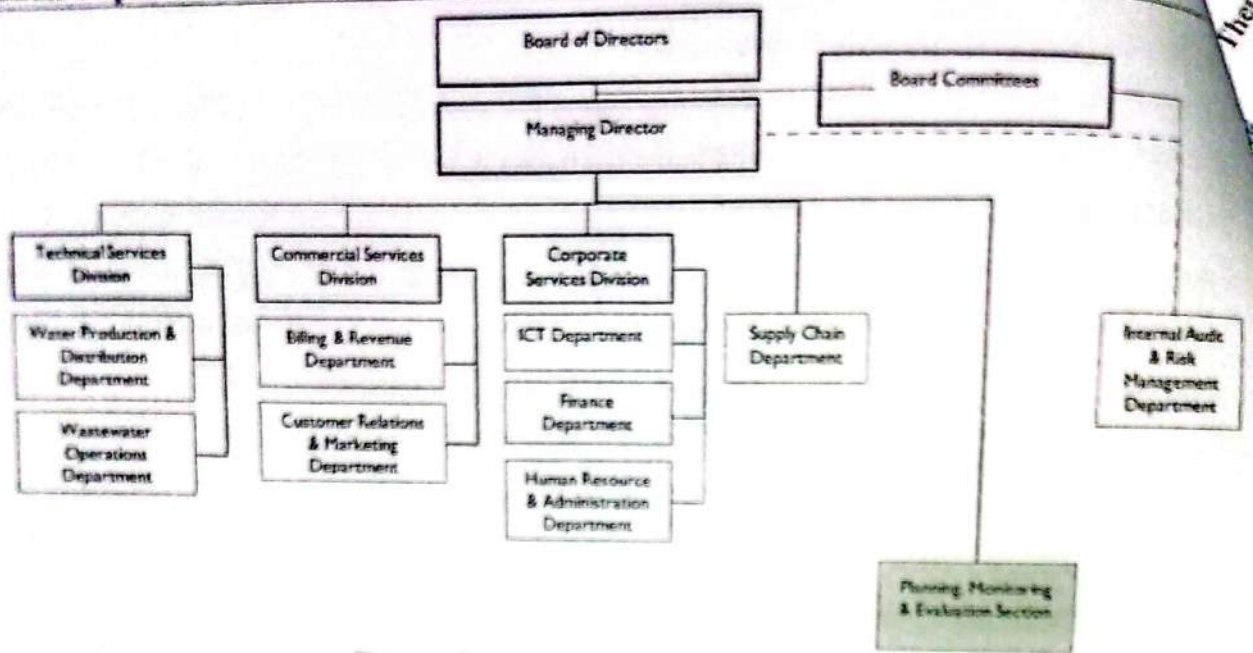 Board of Directors
Board Committees
Managing Director
Technical Services
Division
Water Production &
Distribution
Department
Wastewater
Operations
Department
Commercial Services
Division
Billing & Revenue
Department
Customer Relations
& Marketing
Department
Corporate
Services Division
ICT Department
Finance
Department
Human Resource
& Administration
Department
Supply Chain
Department
Internal Audit
& Risk
Management
Department
Planning, Monitoring
& Evaluation Section